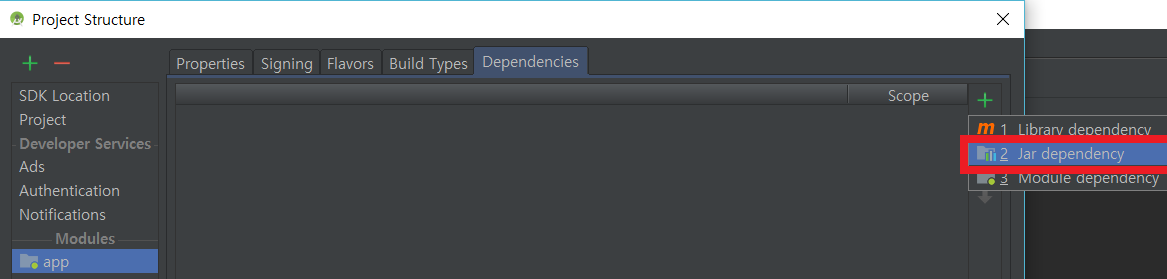 Project Structure
Properties Signing Flavors Build Types Dependencies
SDK Location
Project
Developer Services
Ads
Authentication
Notifications
Modules
app
Scope
m 1 Library dependency
2 Jar dependency
3 Module dependency